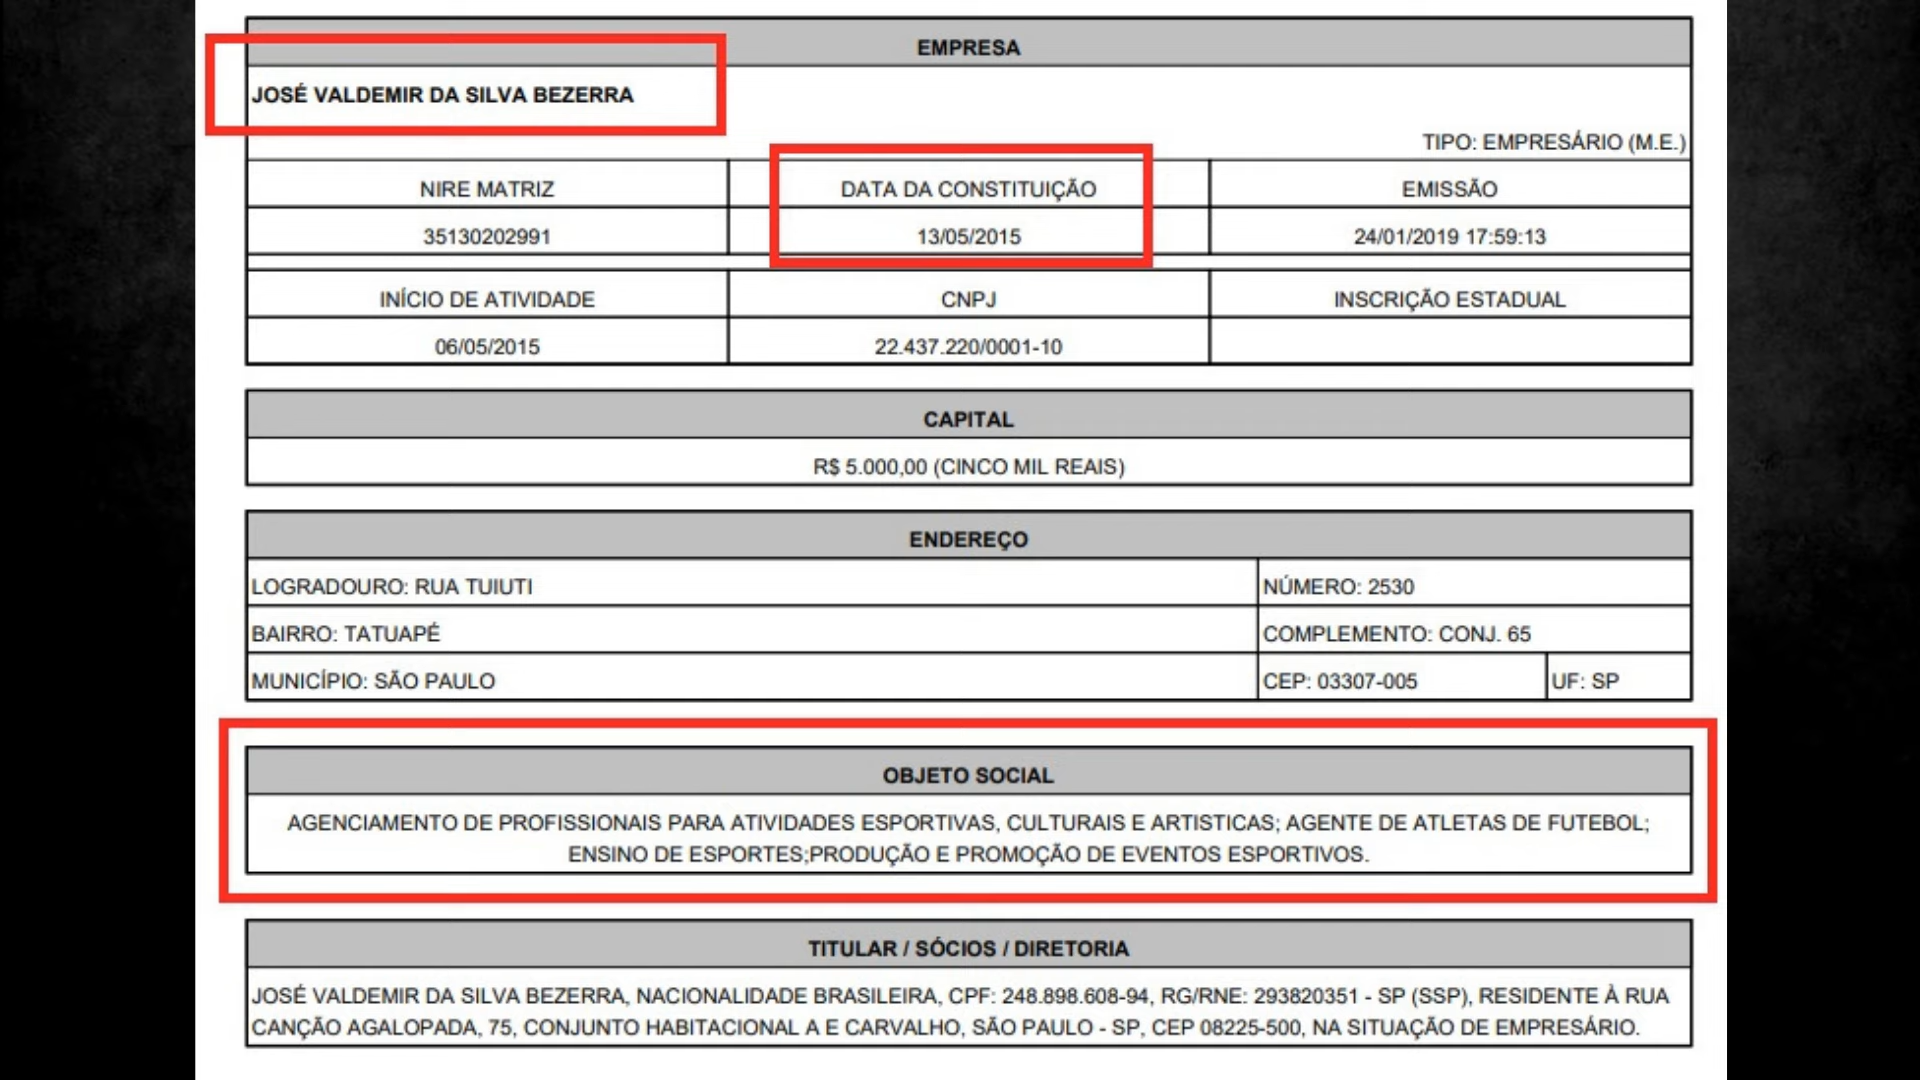 EMPRESA
JOSÉ VALDEMIR DA SILVA BEZERRA
TIPO: EMPRESÁRIO (M.E.)
NIRE MATRIZ
DATA DA CONSTITUIÇÃO
EMISSÃO
35130202991
13/05/2015
24/01/2019 17:59:13
INÍCIO DE ATIVIDADE
CNPJ
INSCRIÇÃO ESTADUAL
06/05/2015
22.437.220/0001-10
CAPITAL
R$ 5.000,00 (CINCO MIL REAIS)
ENDEREÇO
LOGRADOURO: RUA TUIUTI
NÚMERO: 2530
BAIRRO: TATUAPÉ
COMPLEMENTO: CONJ. 65
MUNICÍPIO: SÃO PAULO
CEP: 03307-005
UF: SP
OBJETO SOCIAL
AGENCIAMENTO DE PROFISSIONAIS PARA ATIVIDADES ESPORTIVAS, CULTURAIS E ARTISTICAS; AGENTE DE ATLETAS DE FUTEBOL;
ENSINO DE ESPORTES;PRODUÇÃO E PROMOÇÃO DE EVENTOS ESPORTIVOS.
TITULAR / SÓCIOS / DIRETORIA
JOSÉ VALDEMIR DA SILVA BEZERRA, NACIONALIDADE BRASILEIRA, CPF: 248.898.608-94, RG/RNE: 293820351 - SP (SSP), RESIDENTE À RUA
CANÇÃO AGALOPADA, 75, CONJUNTO HABITACIONAL A E CARVALHO, SÃO PAULO - SP, CEP 08225-500, NA SITUAÇÃO DE EMPRESÁRIO.